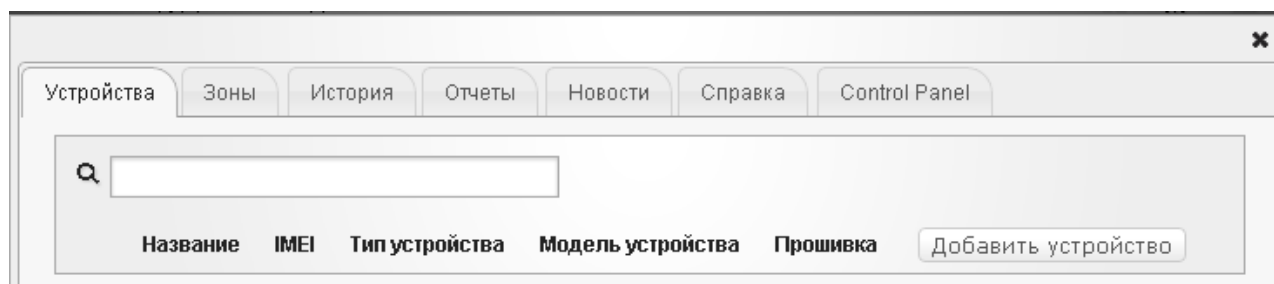 Устройства Зоны История Отчеты Новости Справка Control Panel
Название IMEI Тип устройства Модель устройства Прошивка Добавить устройство